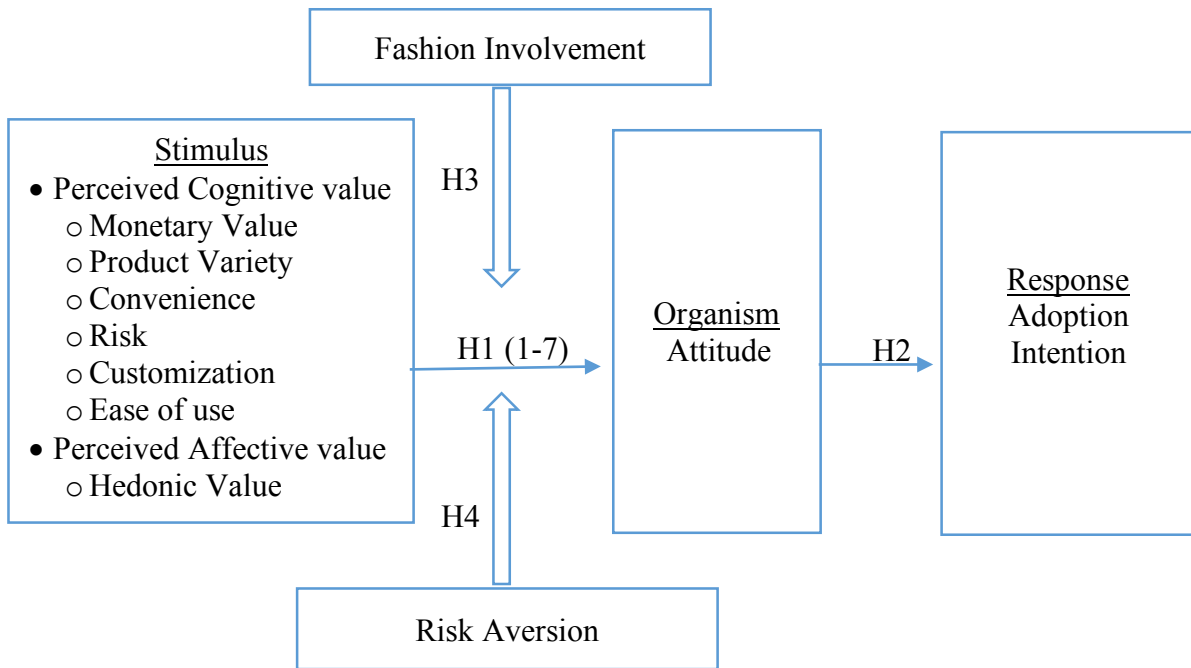 Fashion Involvement
Stimulus
• Perceived Cognitive value
o Monetary Value
o Product Variety
o Convenience
o Risk
o Customization
o Ease of use
• Perceived Affective value
o Hedonic Value
H3
H1 (1-7)
H4
Organism
Attitude
H2
Response
Adoption
Intention
Risk Aversion